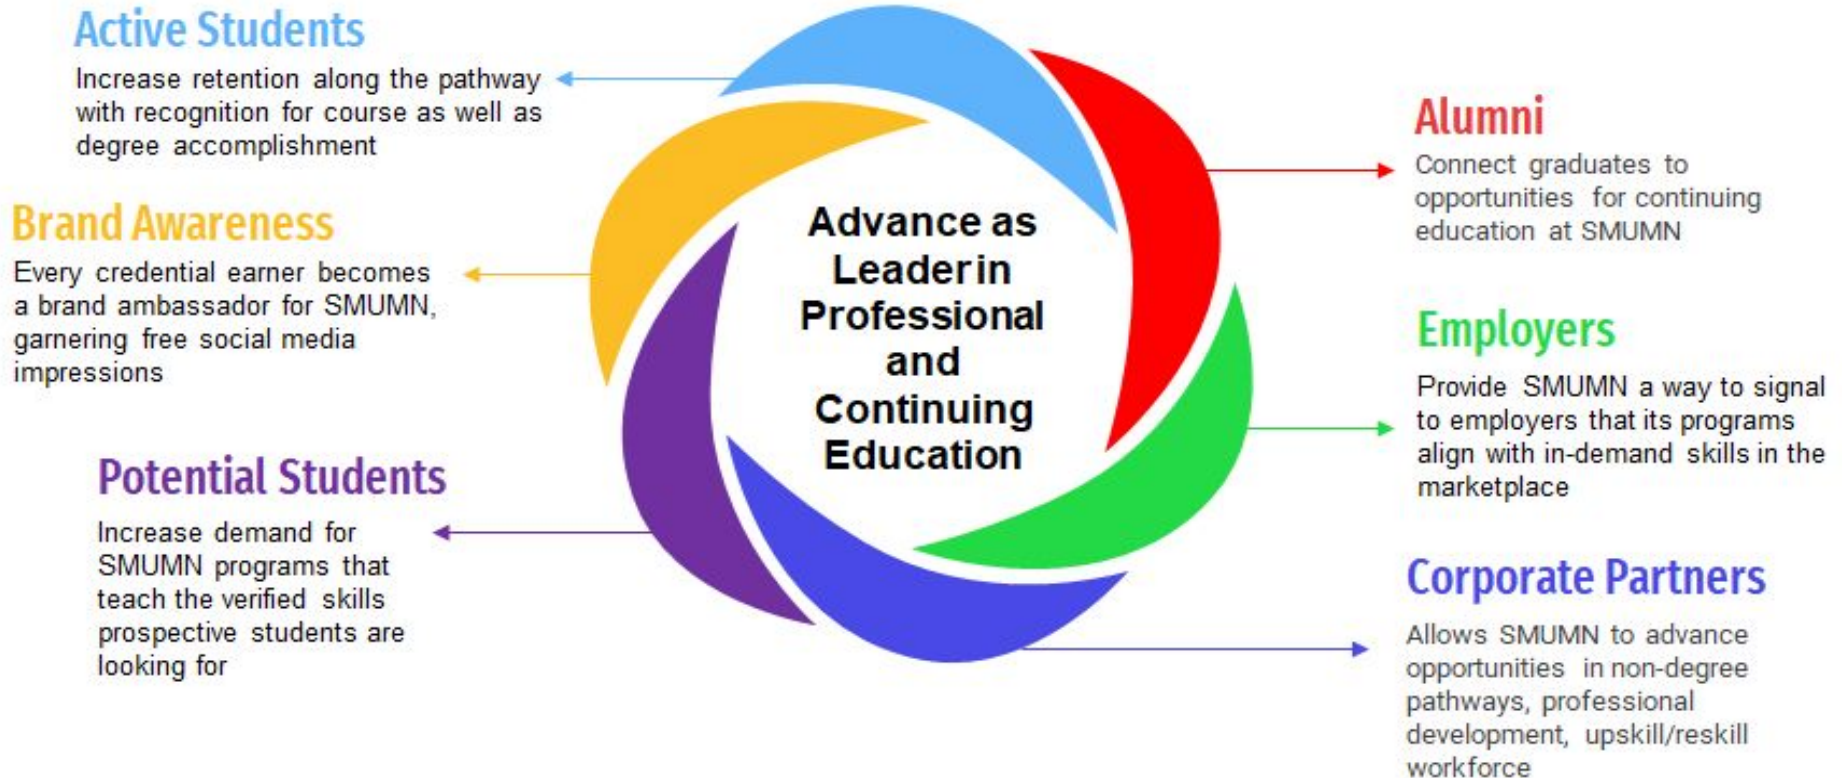 Active Students
Increase retention along the pathway
with recognition for course as well as
degree accomplishment
Brand Awareness
Every credential earner becomes
a brand ambassador for SMUMN,
garnering free social media
impressions
Potential Students
Increase demand for
SMUMN programs that
teach the verified skills
prospective students are
looking for
Advance as
Leader in
Professional
and
Continuing
Education
Alumni
Connect graduates to
opportunities for continuing
education at SMUMN
Employers
Provide SMUMN a way to signal
to employers that its programs
align with in-demand skills in the
marketplace
Corporate Partners
Allows SMUMN to advance
opportunities in non-degree
pathways, professional
development, upskill/reskill
workforce